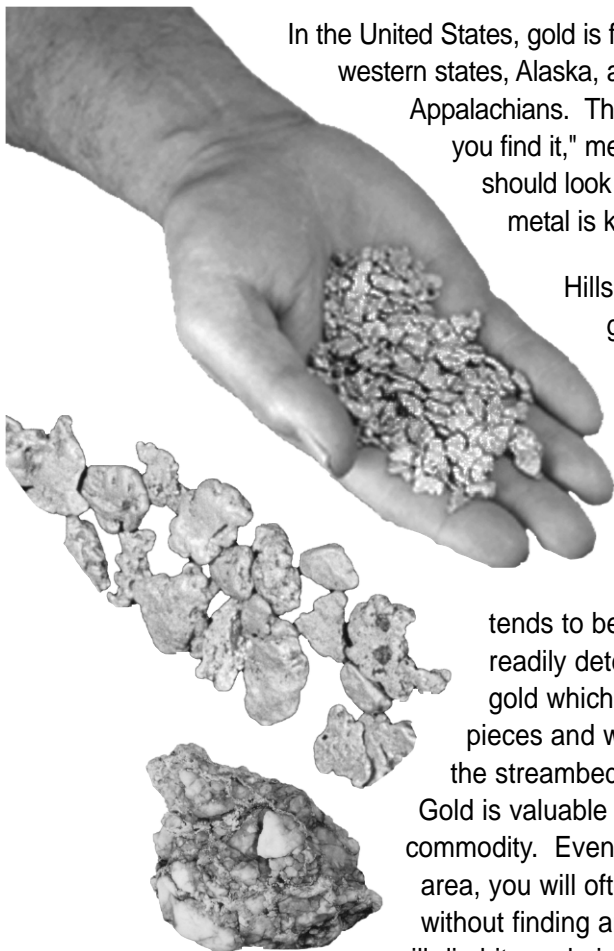 In the United States, gold is f
western states, Alaska, a
Appalachians. Th
you find it," me
should look
metal is k
Hills
g
tends to be
readily dete
gold which
pieces and w
the streambed
Gold is valuable
commodity. Even
area, you will oft
without finding a